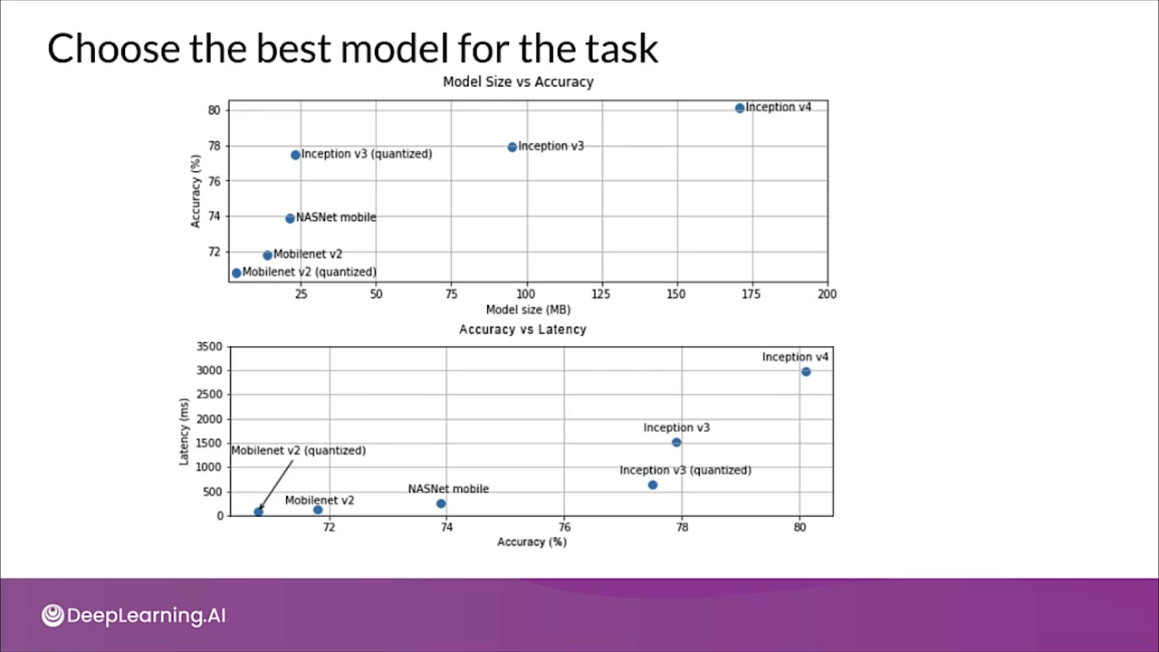 Choose the best model for the task
Model Size vs Accuracy
80
78
76
74
72
Accuracy (%)
Inception v4
Inception v3
Inception v3 (quantized)
NASNet mobile
Mobilenet v2
Mobilenet v2 (quantized)
25 50 75 100 125 150 175 200
Model size (MB)
Accuracy vs Latency
3500
3000
2500
2000
1500
1000
500
0
Latency (ms)
Inception v4
Inception v3
Mobilenet v2 (quantized)
Inception v3 (quantized)
NASNet mobile
Mobilenet v2
72 74 76 78 80
Accuracy (%)
DeepLearning.AI